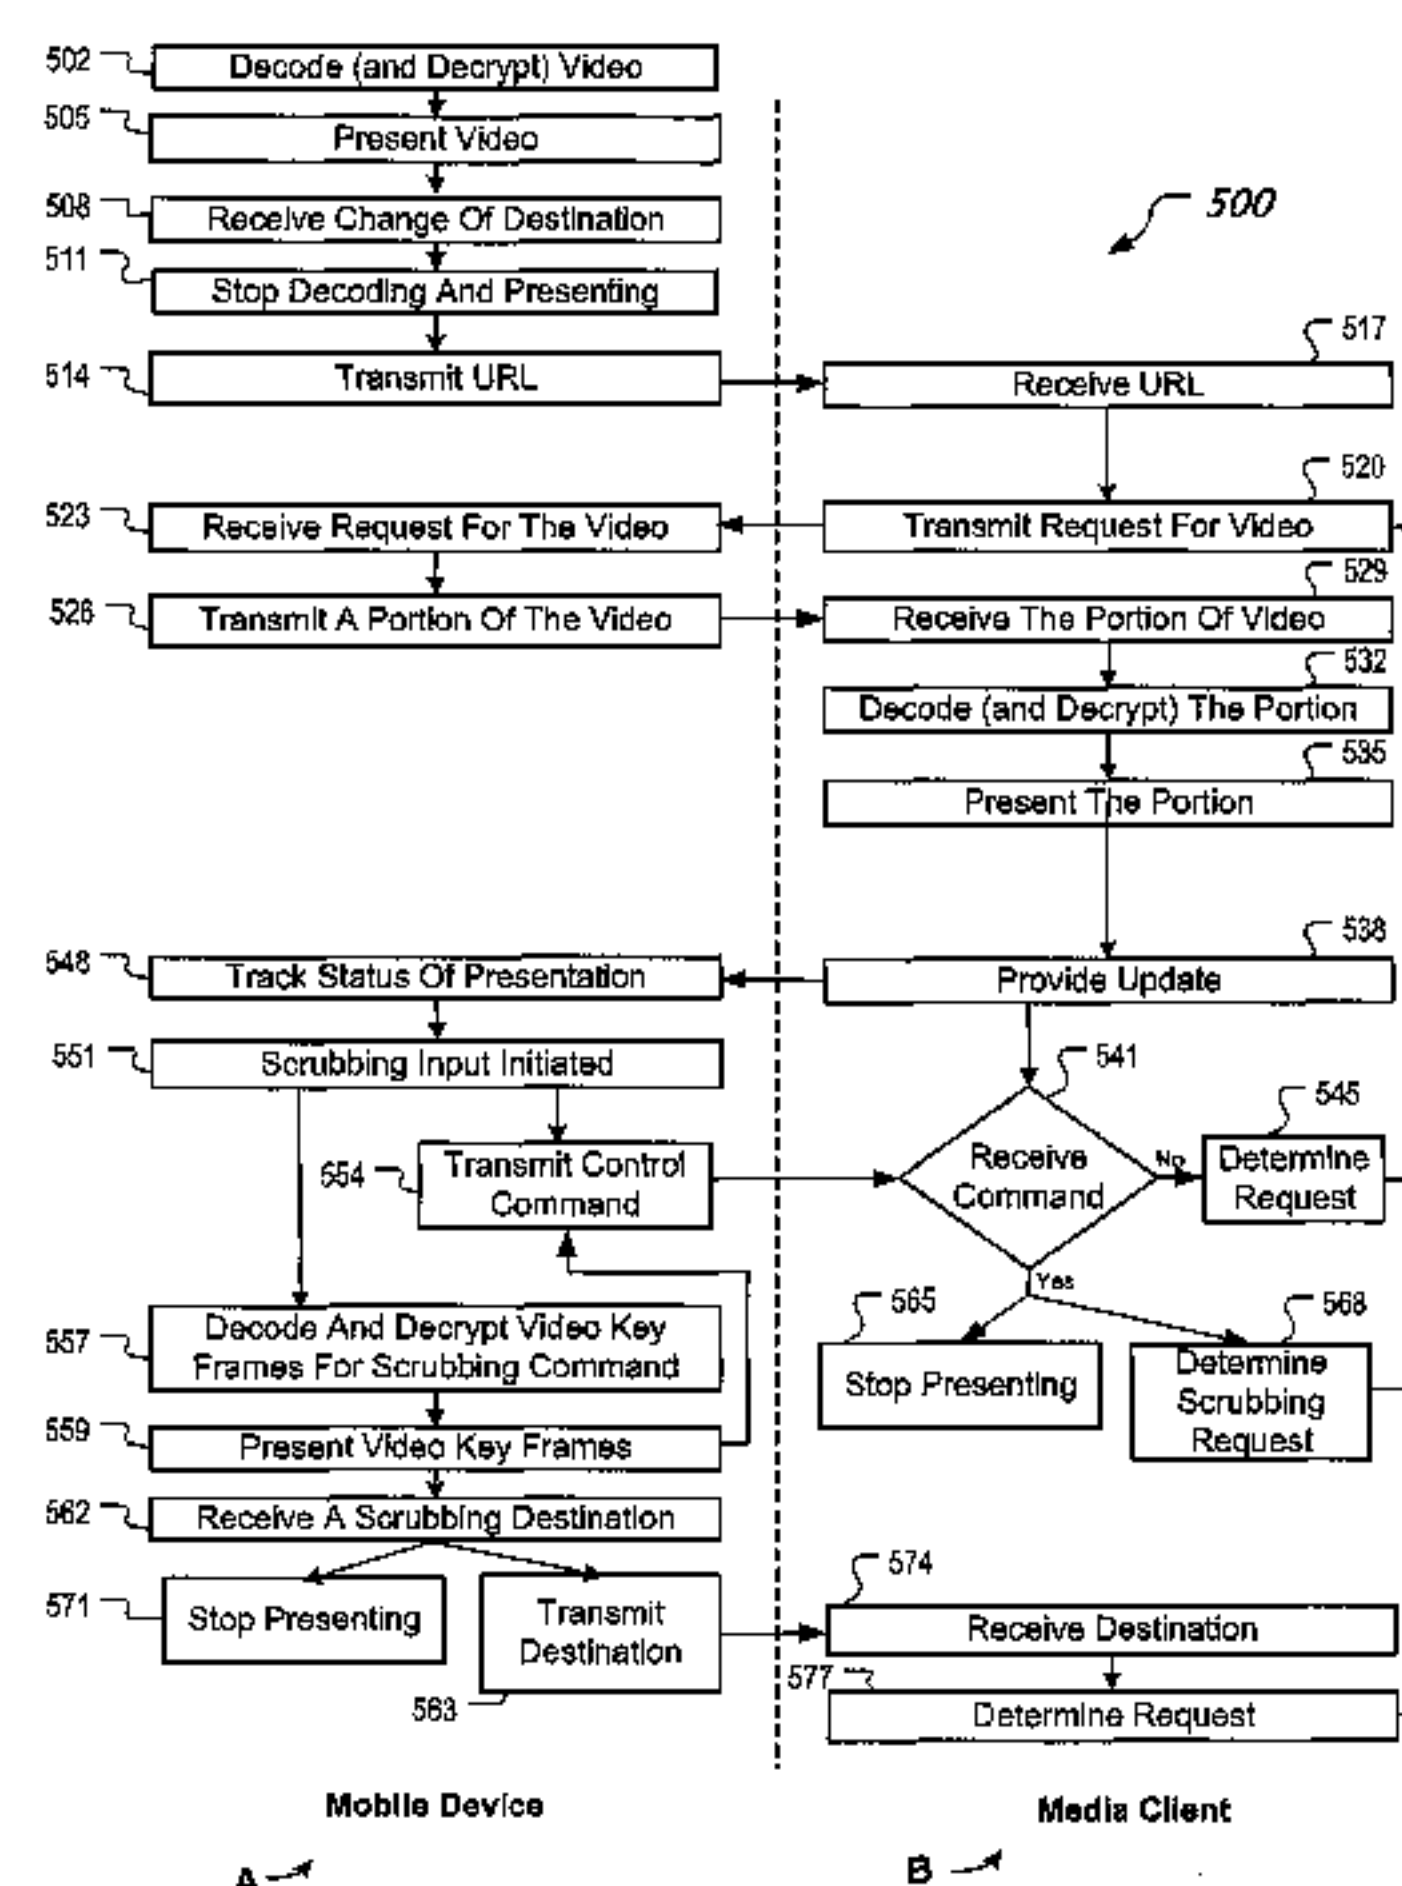 502
Decode (and Decrypt) Video
505
Present Video
508
Receive Change Of Destination
511
Stop Decoding And Presenting
500
514
Transmit URL
517
Receive URL
520
Transmit Request For Video
523
Receive Request For The Video
526
Transmit A Portion Of The Video
529
Receive The Portion Of Video
532
Decode (and Decrypt) The Portion
535
Present The Portion
538
Provide Update
548
Track Status Of Presentation
551
Scrubbing Input Initiated
541
Receive
Command
No
Yes
545
Determine
Request
554
Transmit Control
Command
557
Decode And Decrypt Video Key
Frames For Scrubbing Command
565
Stop Presenting
568
Determine
Scrubbing
Request
559
Present Video Key Frames
562
Receive A Scrubbing Destination
571
Stop Presenting
Transmit
Destination
563
574
Receive Destination
577
Determine Request
Mobile Device
Media Client
A
B